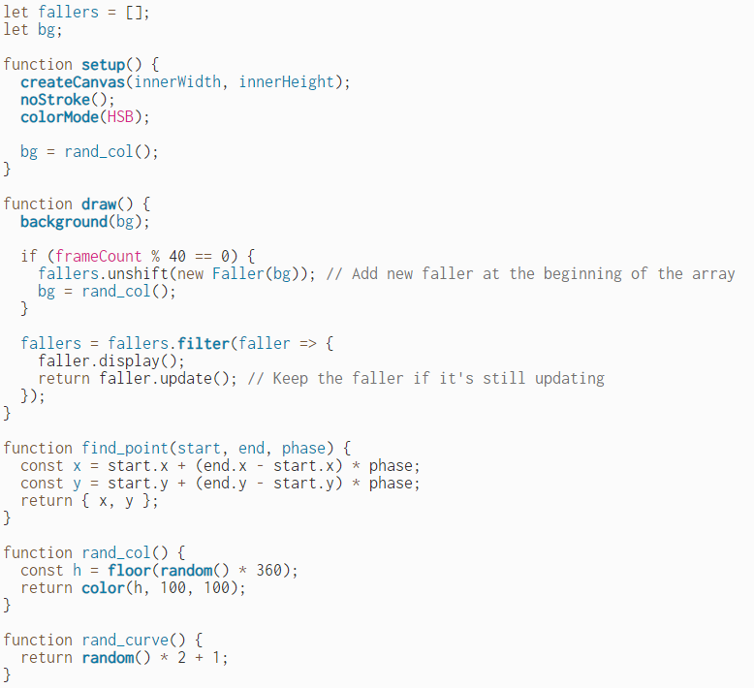 let fallers = [];
let bg;

function setup() {
  createCanvas(innerWidth, innerHeight);
  noStroke();
  colorMode(HSB);

  bg = rand_col();
}

function draw() {
  background(bg);

  if (frameCount % 40 == 0) {
    fallers.unshift(new Faller(bg)); // Add new faller at the beginning of the array
    bg = rand_col();
  }

  fallers = fallers.filter(faller => {
    faller.display();
    return faller.update(); // Keep the faller if it's still updating
  });
}

function find_point(start, end, phase) {
  const x = start.x + (end.x - start.x) * phase;
  const y = start.y + (end.y - start.y) * phase;
  return { x, y };
}

function rand_col() {
  const h = floor(random() * 360);
  return color(h, 100, 100);
}

function rand_curve() {
  return random() * 2 + 1;
}